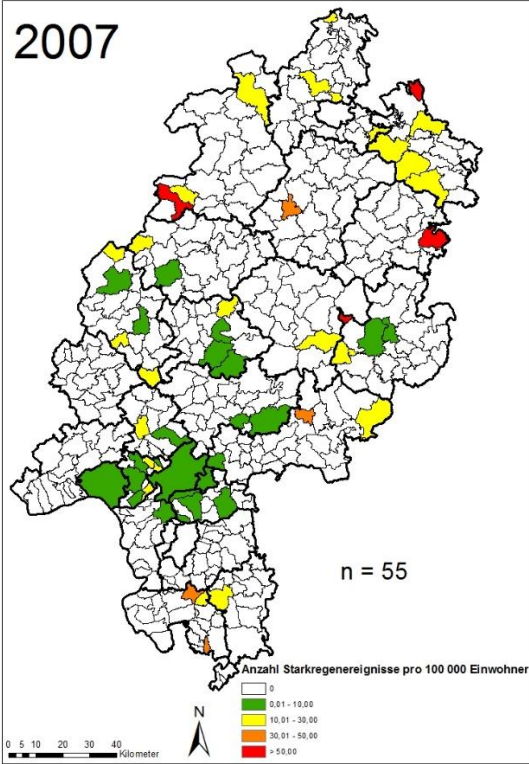 2007
n = 55
Anzahl Starkregenereignisse pro 100 000 Einwohner
0
0,01 - 10,00
10,01 - 30,00
30,01 - 50,00
> 50,00
N
0 5 10 20 30 40
Kilometer